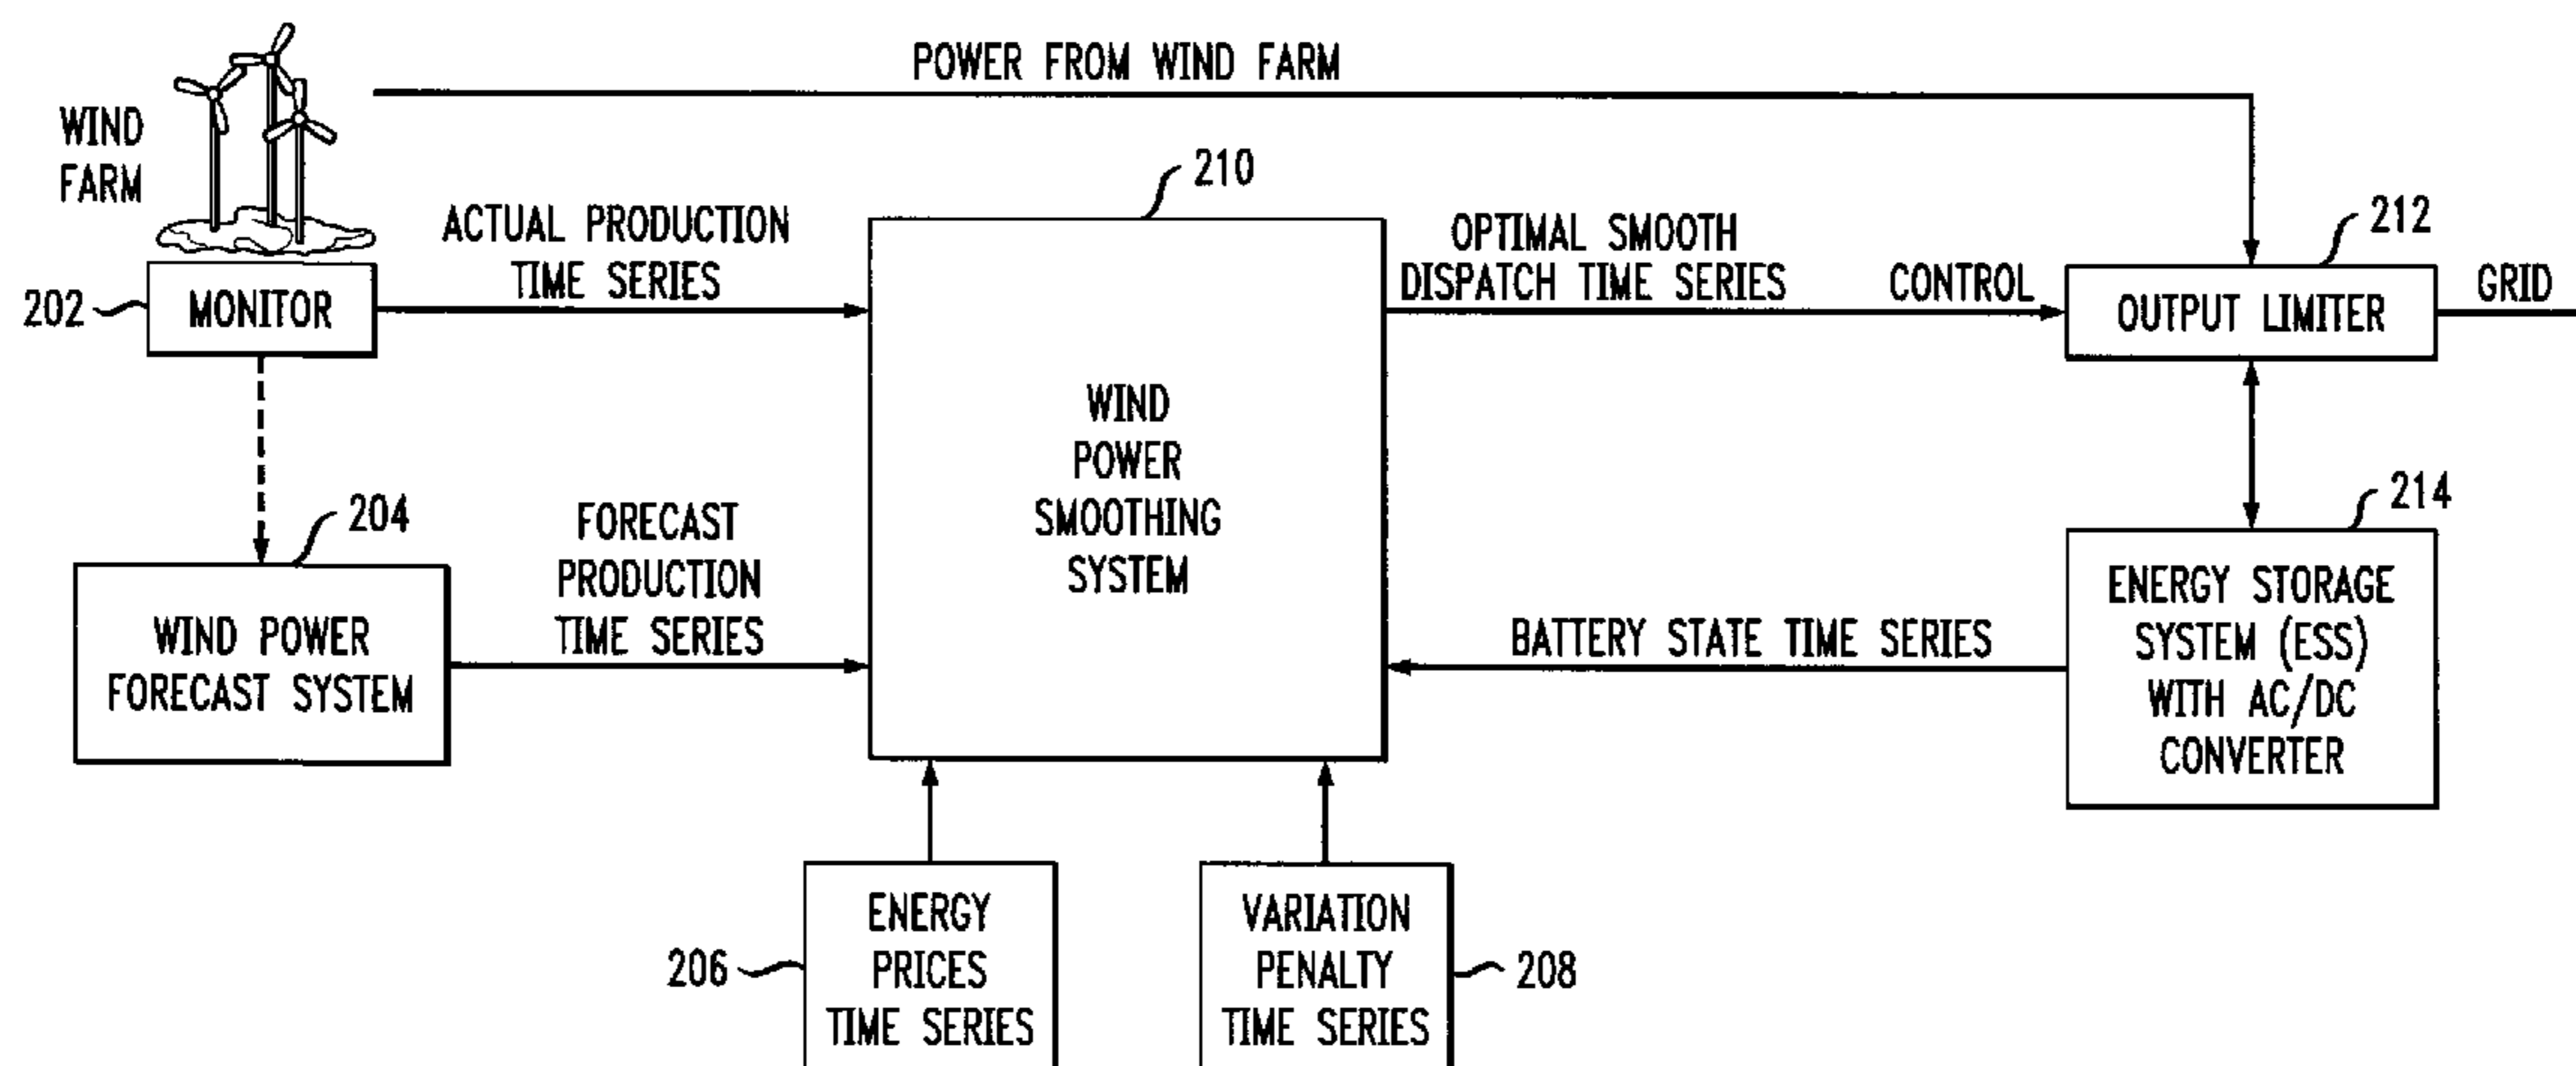 POWER FROM WIND FARM
WIND
FARM
210
ACTUAL PRODUCTION
TIME SERIES
OPTIMAL SMOOTH
DISPATCH TIME SERIES
CONTROL
212
GRID
202
MONITOR
OUTPUT LIMITER
WIND
POWER
SMOOTHING
SYSTEM
204
FORECAST
PRODUCTION
TIME SERIES
214
WIND POWER
FORECAST SYSTEM
BATTERY STATE TIME SERIES
ENERGY STORAGE
SYSTEM (ESS)
WITH AC/DC
CONVERTER
206
ENERGY
PRICES
TIME SERIES
VARIATION
PENALTY
TIME SERIES
208